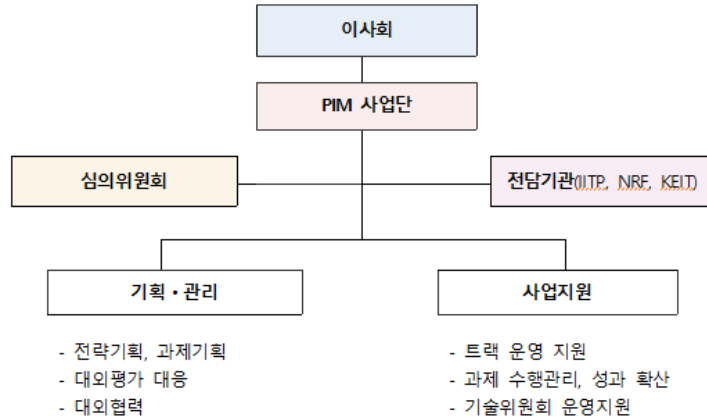 이사회
PIM 사업단
심의위원회
전담기관(IITP, NRF, KEIT)
기획・관리
- 전략기획, 과제기획
- 대외평가 대응
- 대외협력
사업지원
- 트랙 운영 지원
- 과제 수행관리, 성과 확산
- 기술위원회 운영지원